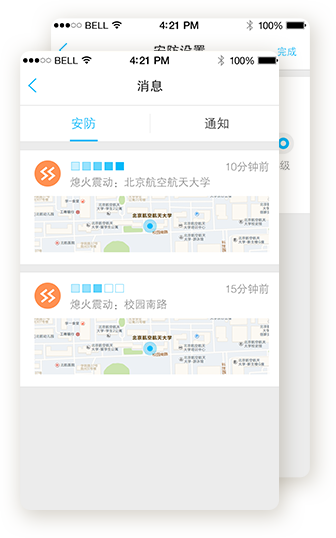 BELL 4:21 PM 100%
安防设置 完成
BELL 4:21 PM 100%
消息
安防 通知
级
10分钟前
熄火震动：北京航空航天大学
北京航空航天大学
15分钟前
熄火震动：校园南路
北京航空航天大学